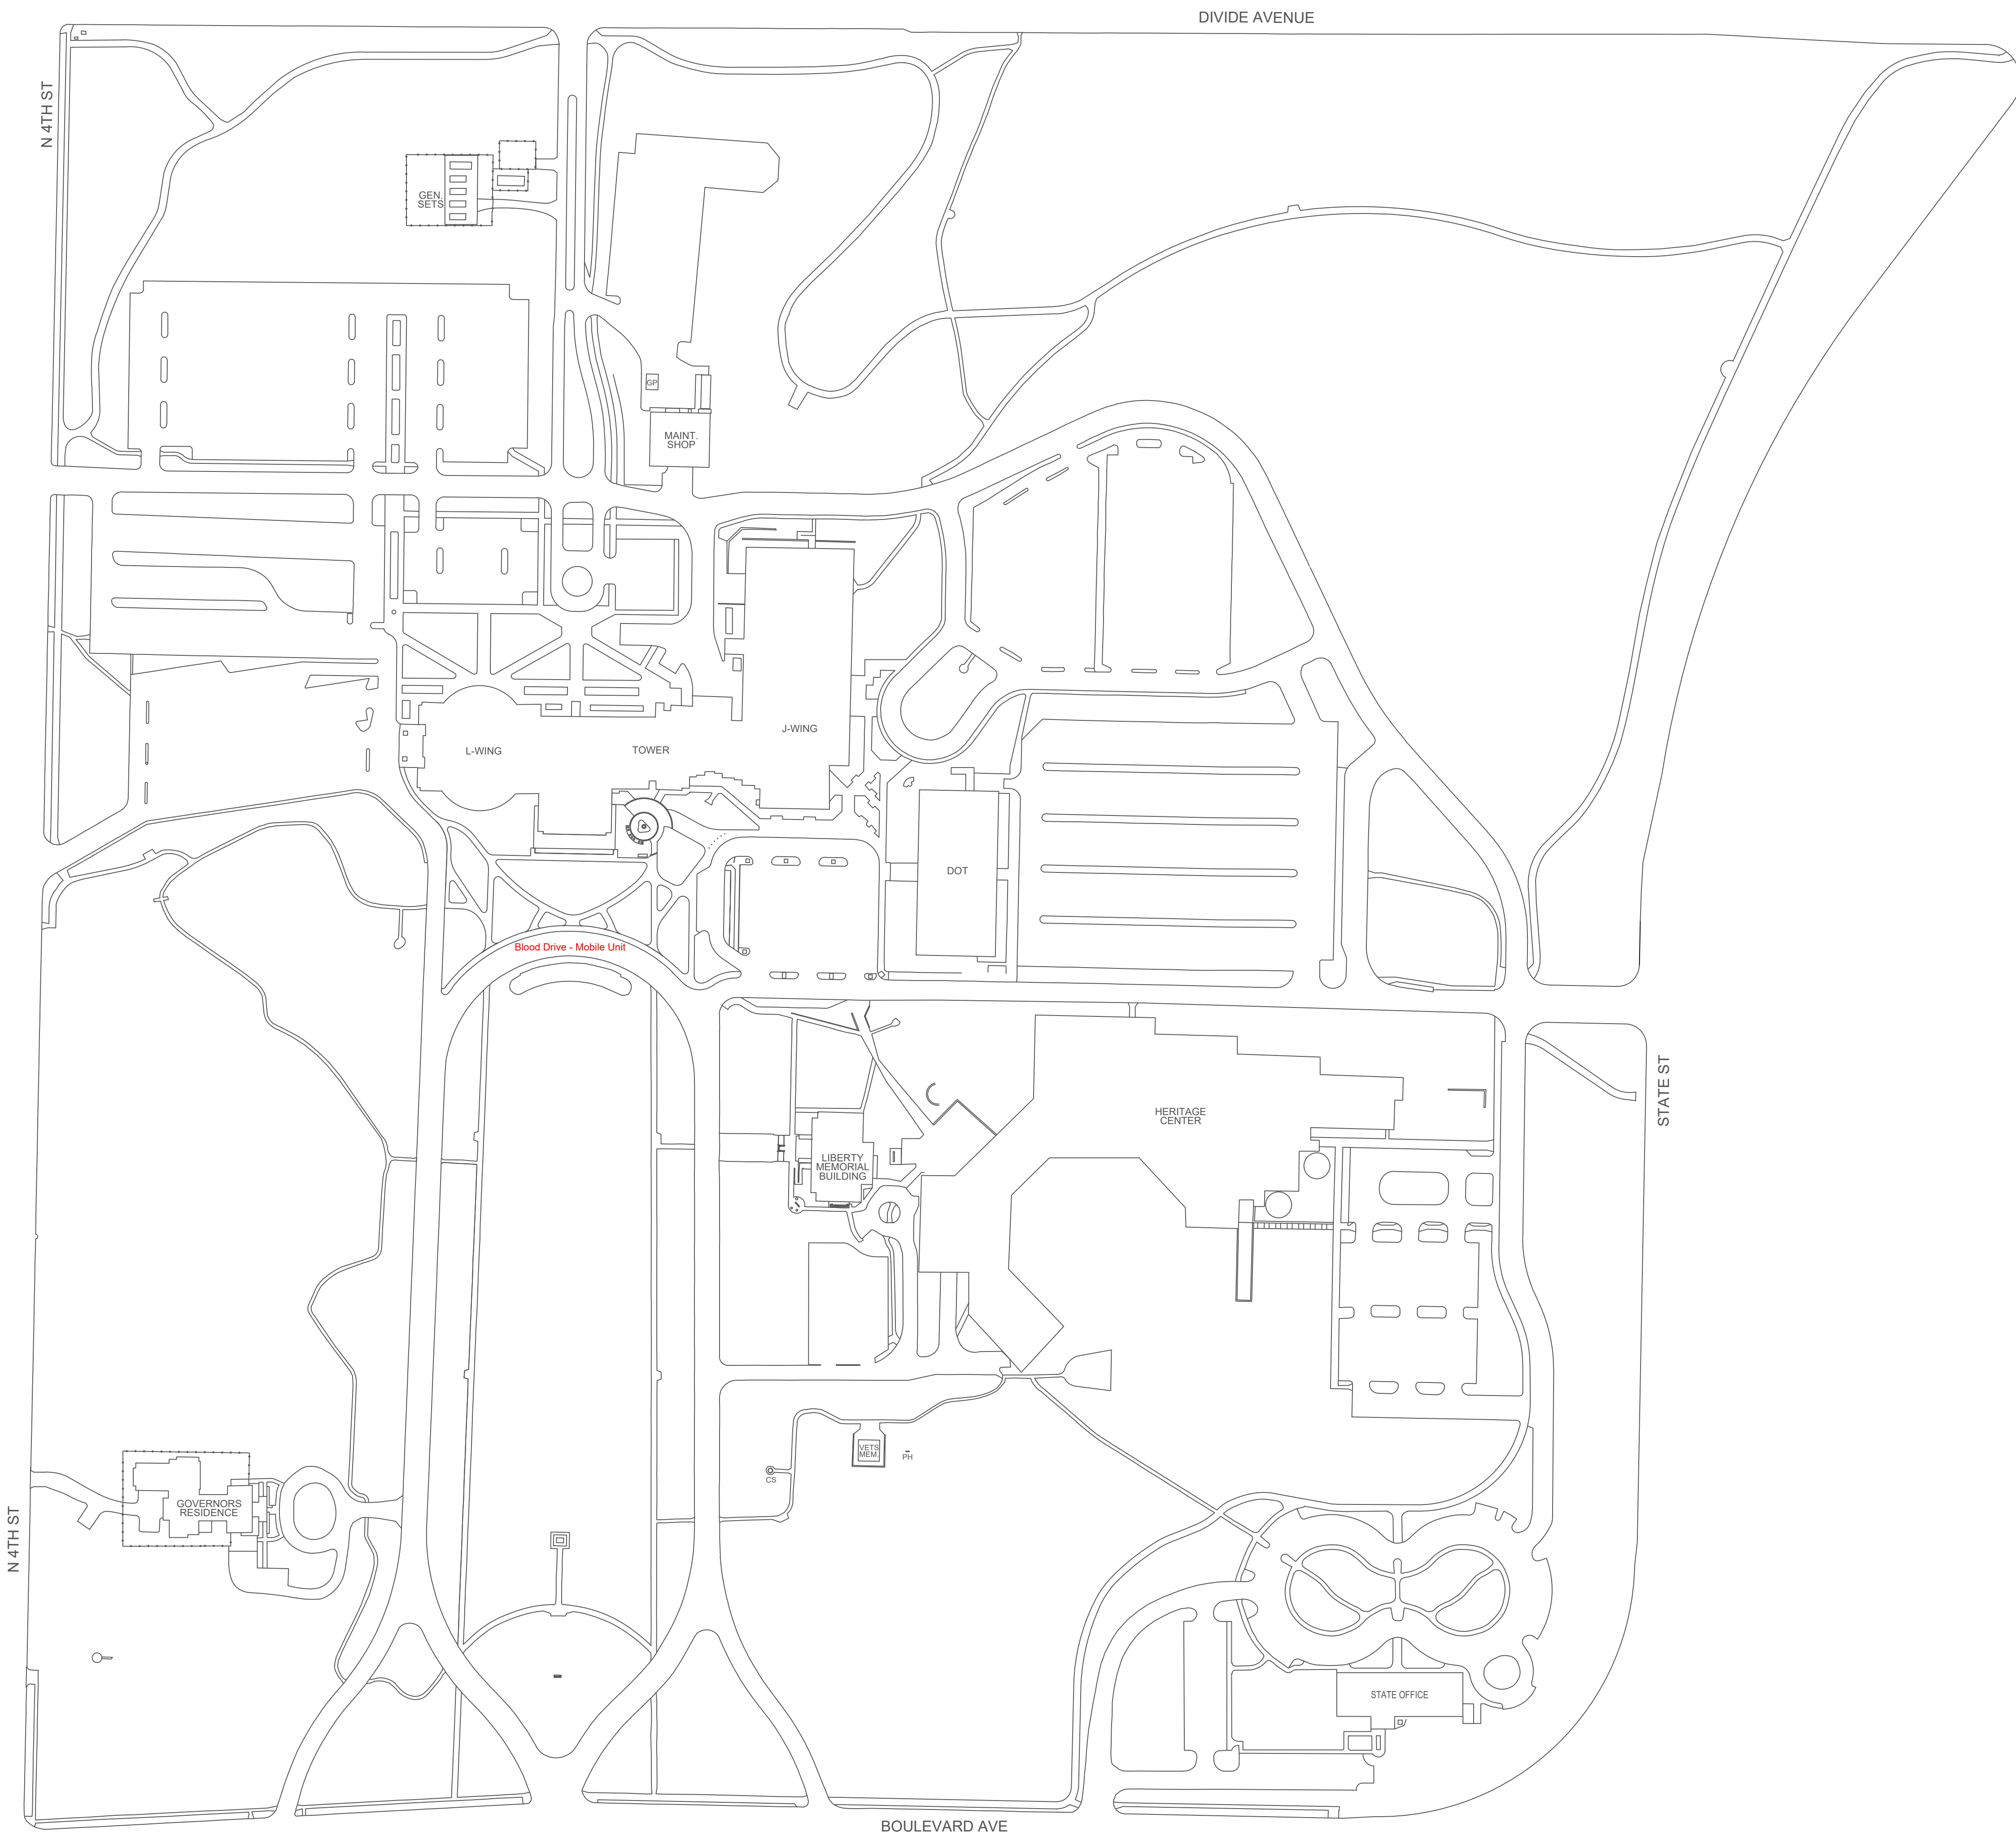 DIVIDE AVENUE
N 4TH ST
GEN.
SETS
GP
MAINT.
SHOP
J-WING
L-WING
TOWER
DOT
Blood Drive - Mobile Unit
STATE ST
HERITAGE
CENTER
LIBERTY
MEMORIAL
BUILDING
VETS
MEM.
PH
CS
GOVERNORS
RESIDENCE
N 4TH ST
STATE OFFICE
BOULEVARD AVE